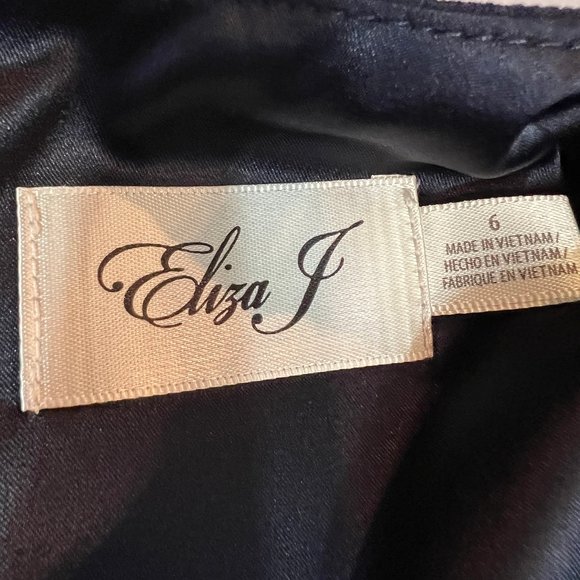 Eliza J
6
MADE IN VIETNAM/
HECHO EN VIETNAM/
FABRIQUE EN VIETNAM